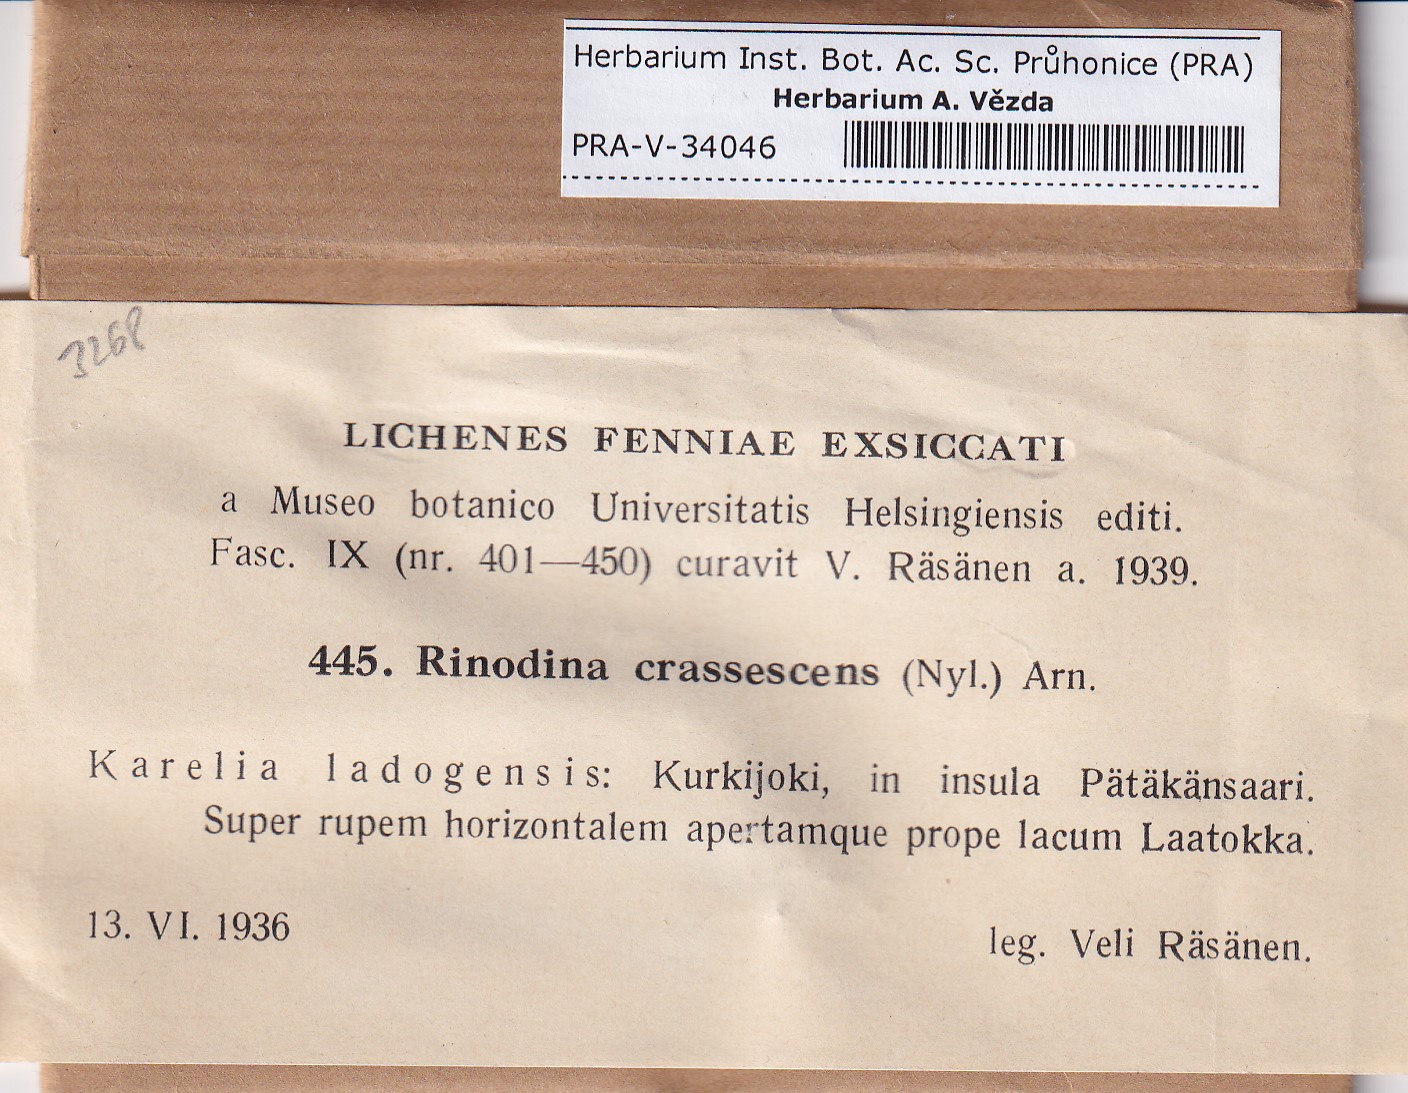 Herbarium Inst. Bot. Ac. Sc. Průhonice (PRA)
Herbarium A. Vězda
PRA-V-34046
3268
LICHENES FENNIAE EXSICCATI
a Museo botanico Universitatis Helsingiensis editi.
Fasc. IX (nr. 401—450) curavit V. Räsänen a. 1939.
445. Rinodina crassescens (Nyl.) Arn.
Karelia ladogensis: Kurkijoki, in insula Pätäkänsaari.
Super rupem horizontalem apertamque prope lacum Laatokka.
13. VI. 1936
leg. Veli Räsänen.